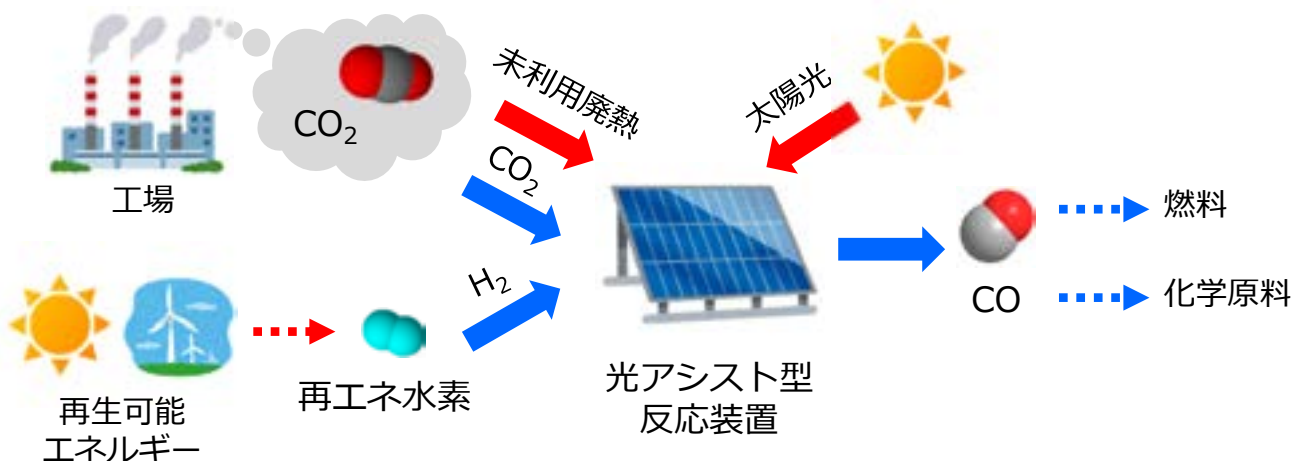 CO₂
工場
未利用廃熱
CO₂
太陽光
再生可能
エネルギー
再エネ水素
H₂
光アシスト型
反応装置
CO
燃料
化学原料